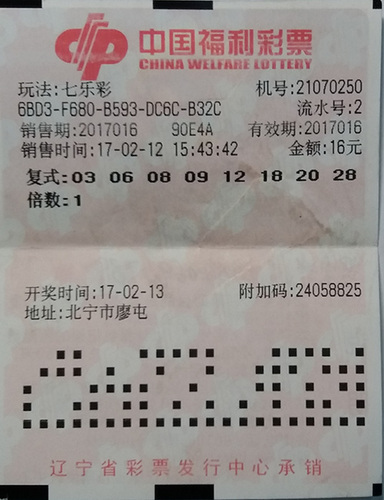 中国福利彩票
CHINA WELFARE LOTTERY
玩法:七乐彩 机号:21070250
6BD3-F680-B593-DC6C-B32C 流水号:2
销售期:2017016 90E4A 有效期:2017016
销售时间:17-02-12 15:43:42 金额:16元
复式:03 06 08 09 12 18 20 28
倍数:1
开奖时间:17-02-13 附加码:24058825
地址:北宁市廖屯
辽宁省彩票发行中心承销